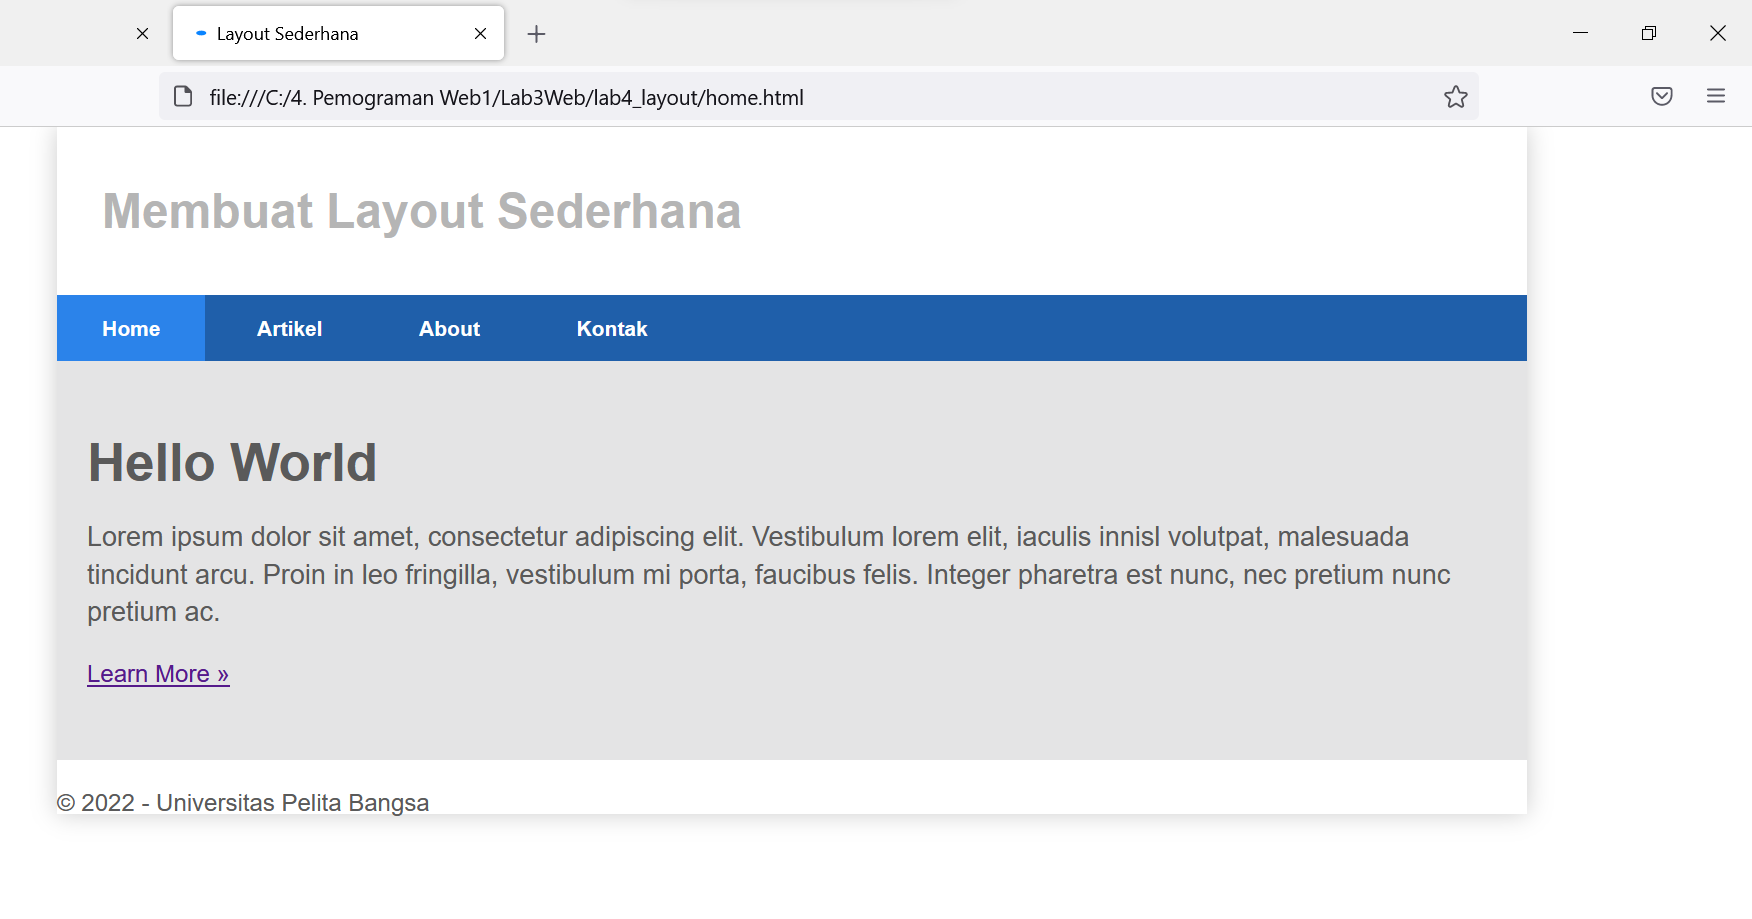 Layout Sederhana
file:///C:/4. Pemograman Web1/Lab3Web/lab4_layout/home.html
Membuat Layout Sederhana
Home Artikel About Kontak
Hello World
Lorem ipsum dolor sit amet, consectetur adipiscing elit. Vestibulum lorem elit, iaculis innisl volutpat, malesuada
tincidunt arcu. Proin in leo fringilla, vestibulum mi porta, faucibus felis. Integer pharetra est nunc, nec pretium nunc
pretium ac.
Learn More »
© 2022 - Universitas Pelita Bangsa